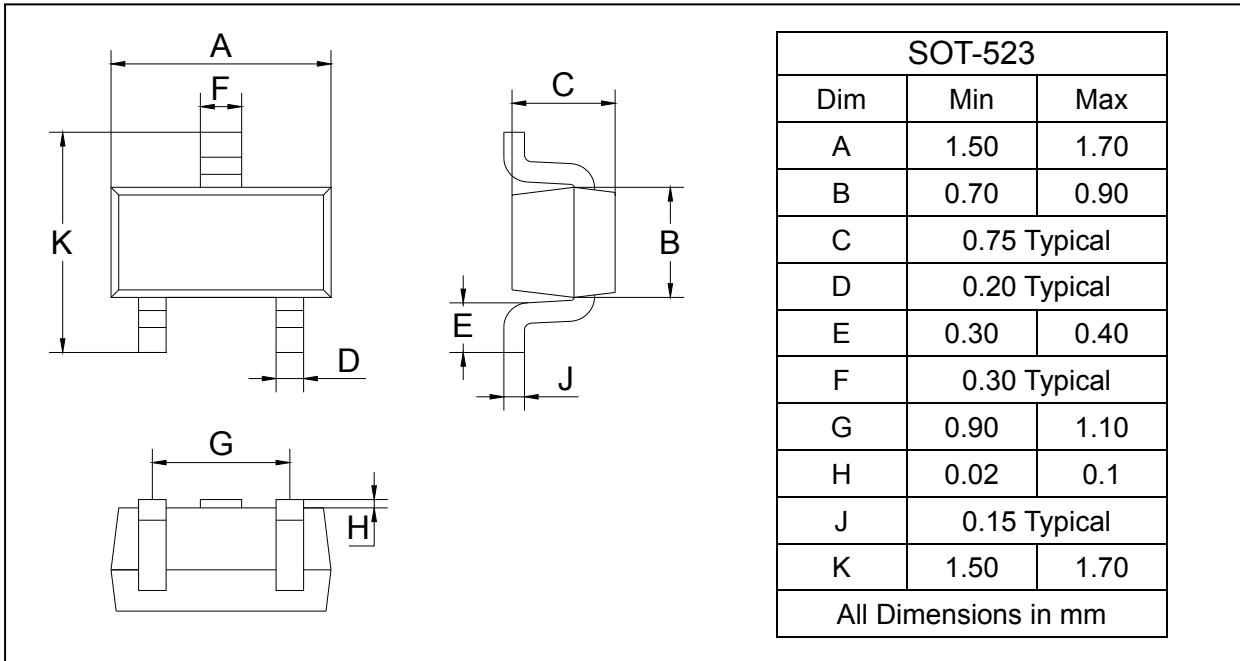 A
F
K
D
C
B
E
J
G
H
SOT-523
Dim Min Max
A 1.50 1.70
B 0.70 0.90
C 0.75 Typical
D 0.20 Typical
E 0.30 0.40
F 0.30 Typical
G 0.90 1.10
H 0.02 0.1
J 0.15 Typical
K 1.50 1.70
All Dimensions in mm